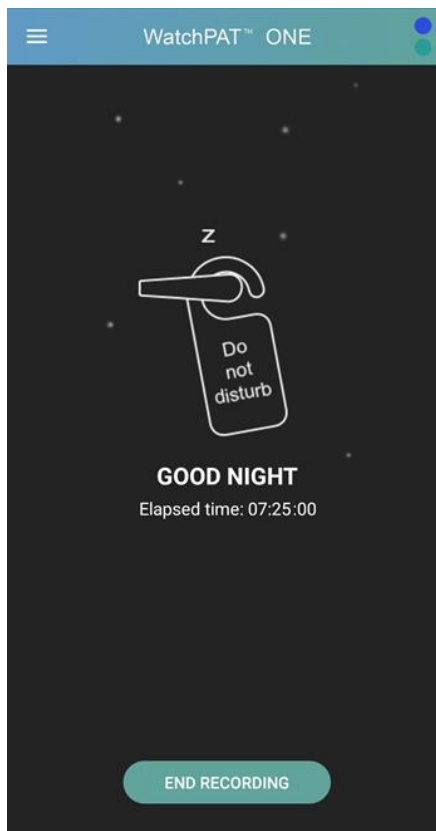 WatchPAT™ ONE
z
Do
not
disturb
GOOD NIGHT
Elapsed time: 07:25:00
END RECORDING